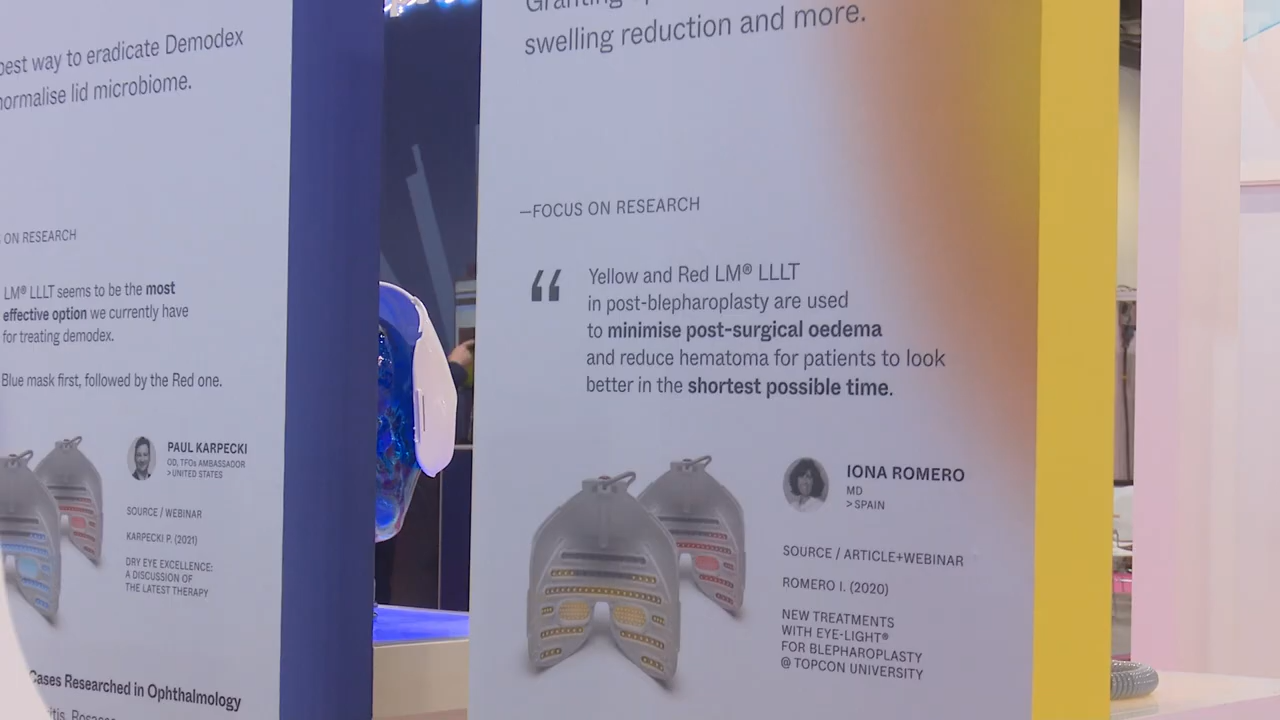 best way to eradicate Demodex
normalise lid microbiome.
ON RESEARCH
LM® LLLT seems to be the most
effective option we currently have
for treating demodex.
Blue mask first, followed by the Red one.
PAUL KARPECKI
OD, TFOS AMBASSADOR
>UNITED STATES
SOURCE / WEBINAR
KARPECKI P. (2021)
DRY EYE EXCELLENCE:
A DISCUSSION OF
THE LATEST THERAPY
Cases Researched in Ophthalmology
Granting
swelling reduction and more.
—FOCUS ON RESEARCH
“ Yellow and Red LM® LLLT
in post-blepharoplasty are used
to minimise post-surgical oedema
and reduce hematoma for patients to look
better in the shortest possible time.
IONA ROMERO
MD
>SPAIN
SOURCE / ARTICLE+WEBINAR
ROMERO I. (2020)
NEW TREATMENTS
WITH EYE-LIGHT®
FOR BLEPHAROPLASTY
@ TOPCON UNIVERSITY